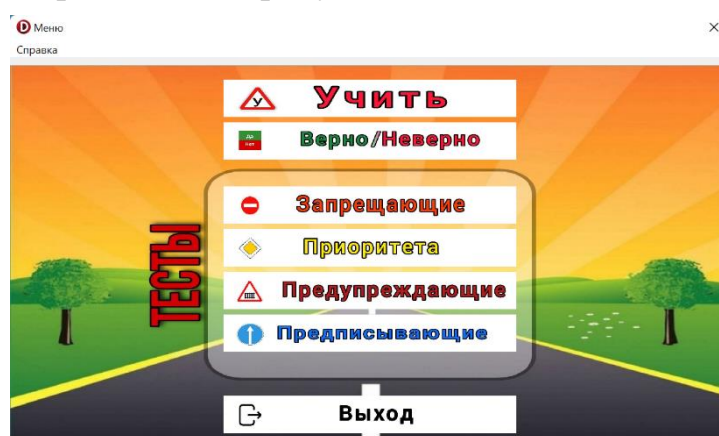 Меню
Справка
Учить
Верно/Неверно
ТЕСТЫ
Запрещающие
Приоритета
Предупреждающие
Предписывающие
Выход